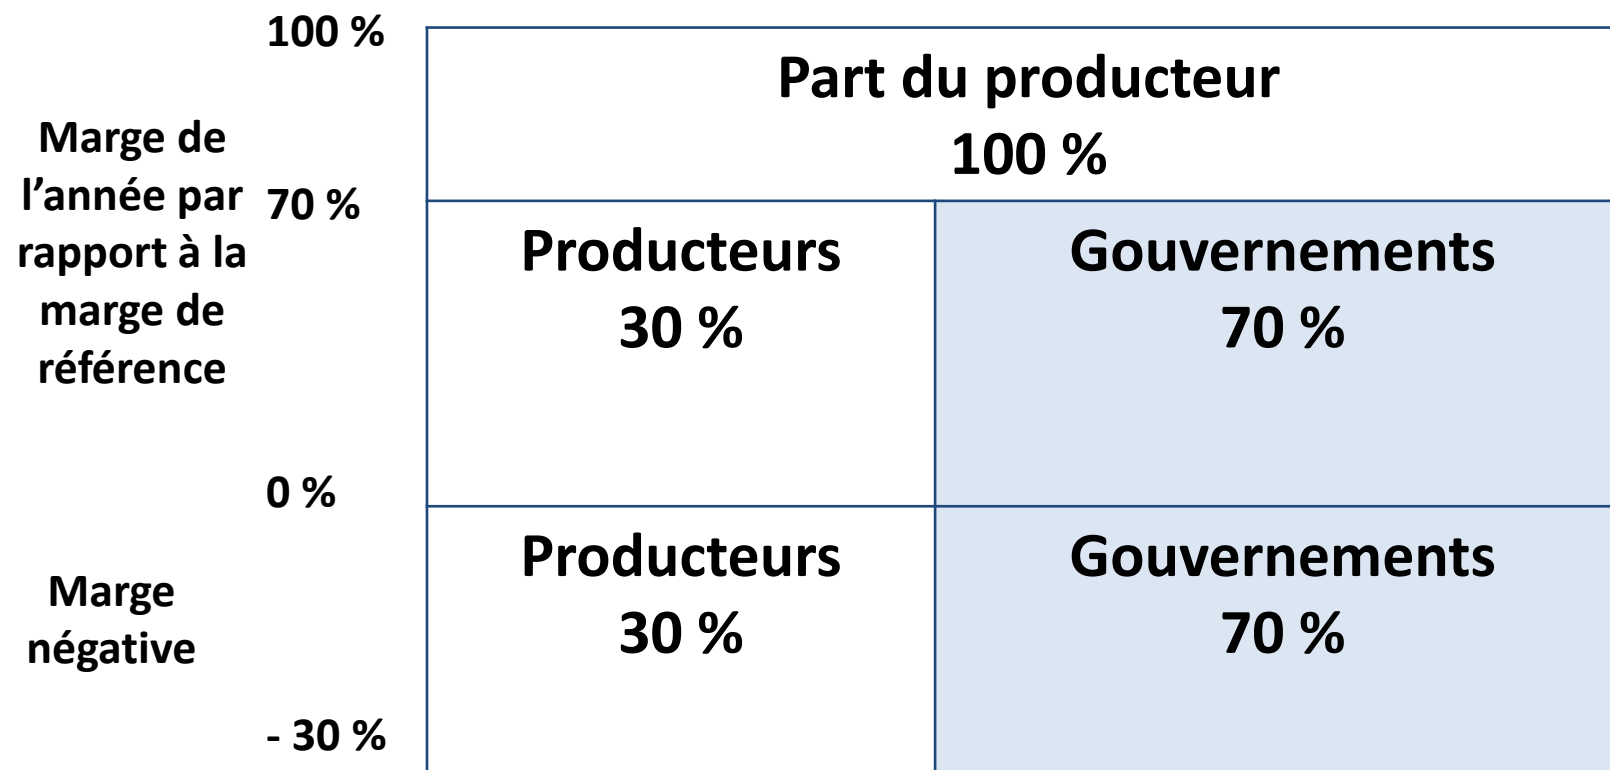 100 %
Part du producteur
100 %
Marge de
l’année par
rapport à la
marge de
référence
70 %
Producteurs
30 %
Gouvernements
70 %
0 %
Producteurs
30 %
Gouvernements
70 %
Marge
négative
- 30 %